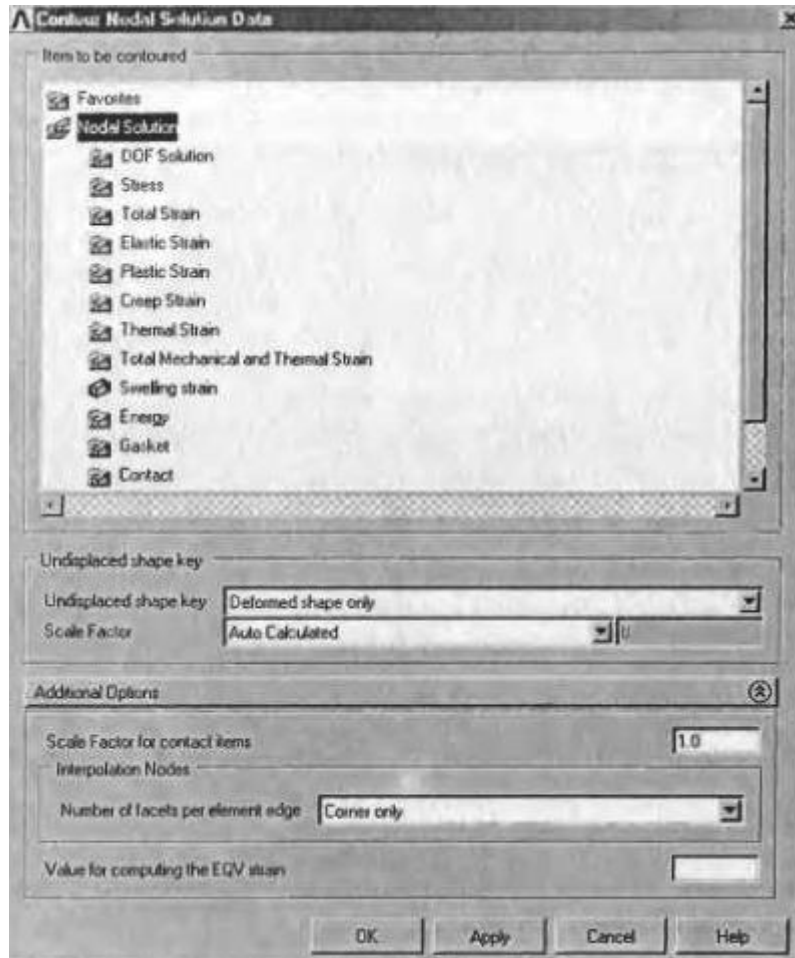 Contour Nodal Solution Data
Item to be contoured
Favorites
Nodal Solution
DOF Solution
Stress
Total Strain
Elastic Strain
Plastic Strain
Creep Strain
Thermal Strain
Total Mechanical and Thermal Strain
Swelling strain
Energy
Gasket
Contact
Undisplaced shape key
Undisplaced shape key Deformed shape only
Scale Factor Auto Calculated
Additional Options
Scale Factor for contact items 1.0
Interpolation Nodes
Number of facets per element edge Corner only
Value for computing the EQV strain
OK Apply Cancel Help